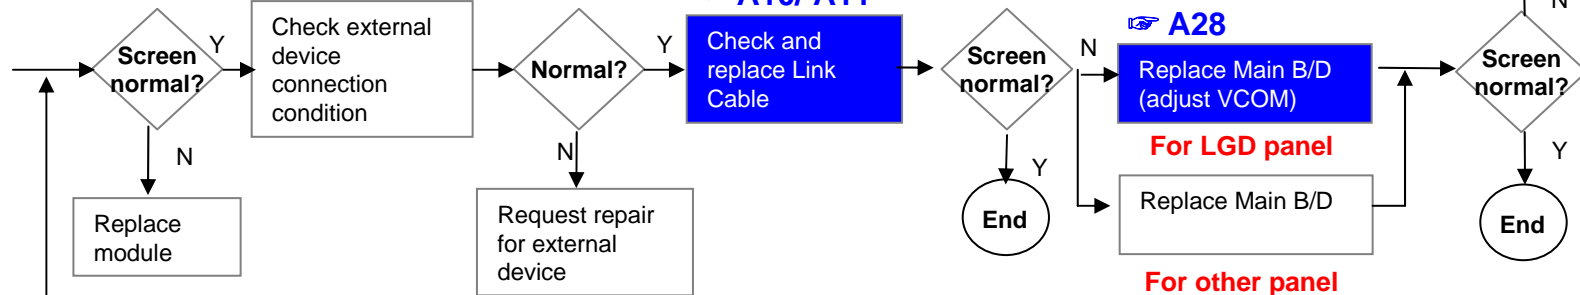 Screen
normal?
Y
N
Replace
module
Check external
device
connection
condition
Normal?
Y
N
Request repair
for external
device
Check and
replace Link
Cable
Screen
normal?
N
Y
End
☞ A28
Replace Main B/D
(adjust VCOM)
For LGD panel
Replace Main B/D
For other panel
Screen
normal?
N
Y
End